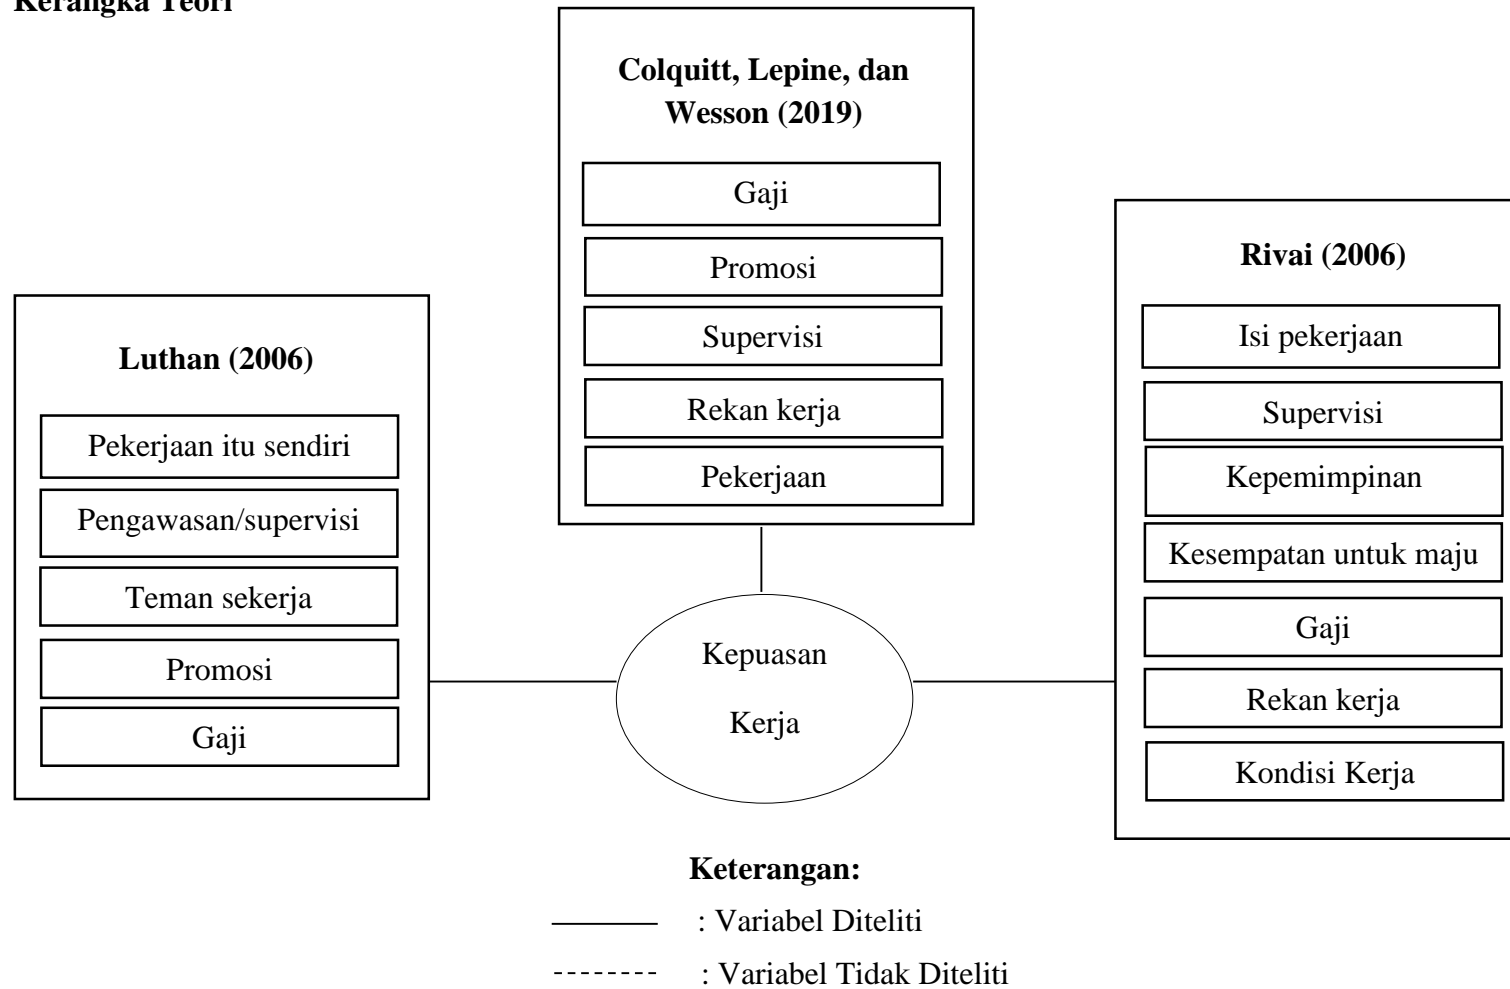 Kerangka Teori
Colquitt, Lepine, dan
Wesson (2019)
Gaji
Promosi
Supervisi
Rekan kerja
Pekerjaan
Luthan (2006)
Pekerjaan itu sendiri
Pengawasan/supervisi
Teman sekerja
Promosi
Gaji
Rivai (2006)
Isi pekerjaan
Supervisi
Kepemimpinan
Kesempatan untuk maju
Gaji
Rekan kerja
Kondisi Kerja
Kepuasan
Kerja
Keterangan:
: Variabel Diteliti
: Variabel Tidak Diteliti